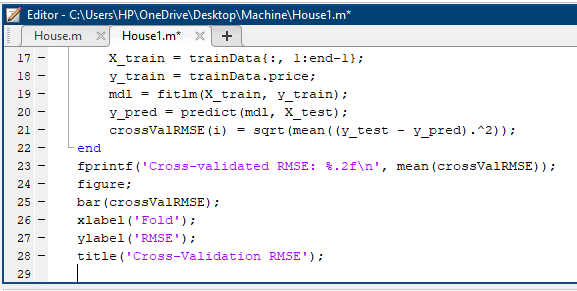 Editor - C:\Users\HP\OneDrive\Desktop\Machine\House1.m*
House.m × House1.m* × +
17 - X_train = trainData{:, 1:end-1};
18 - y_train = trainData.price;
19 - mdl = fitlm(X_train, y_train);
20 - y_pred = predict(mdl, X_test);
21 - crossValRMSE(i) = sqrt(mean((y_test - y_pred).^2));
22 - end
23 - fprintf('Cross-validated RMSE: %.2f\n', mean(crossValRMSE));
24 - figure;
25 - bar(crossValRMSE);
26 - xlabel('Fold');
27 - ylabel('RMSE');
28 - title('Cross-Validation RMSE');
29